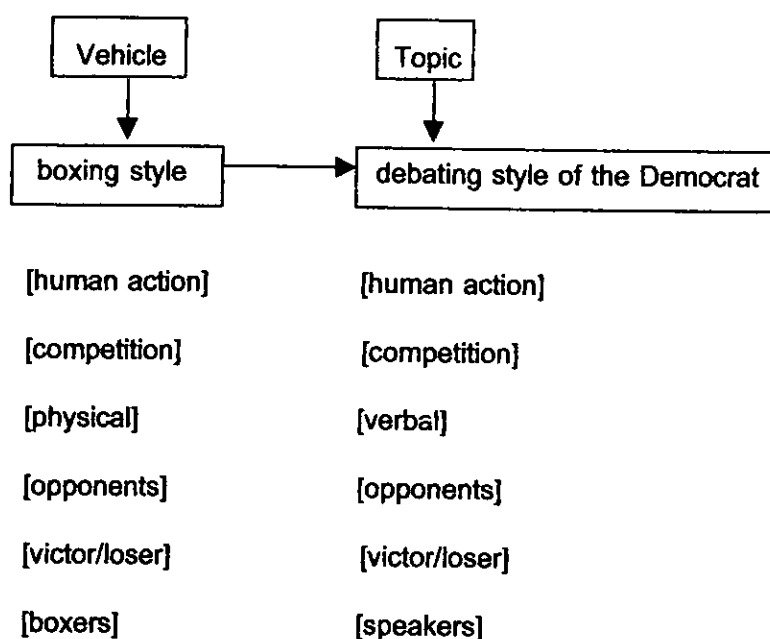 Vehicle Topic
boxing style debating style of the Democrat
[human action] [human action]
[competition] [competition]
[physical] [verbal]
[opponents] [opponents]
[victor/loser] [victor/loser]
[boxers] [speakers]